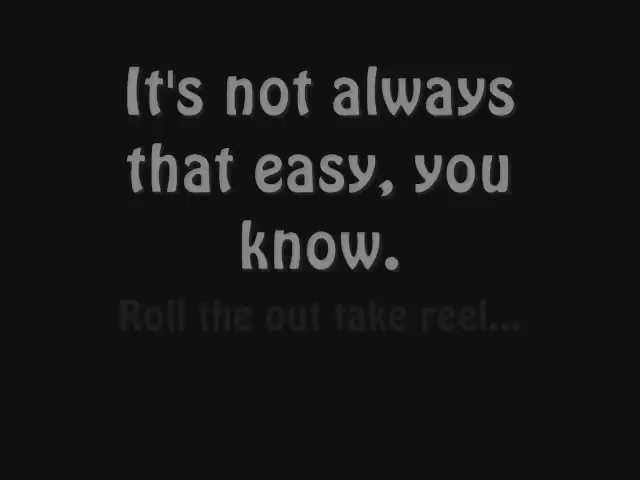 It's not always
that easy, you
know.
Roll the out take reel...